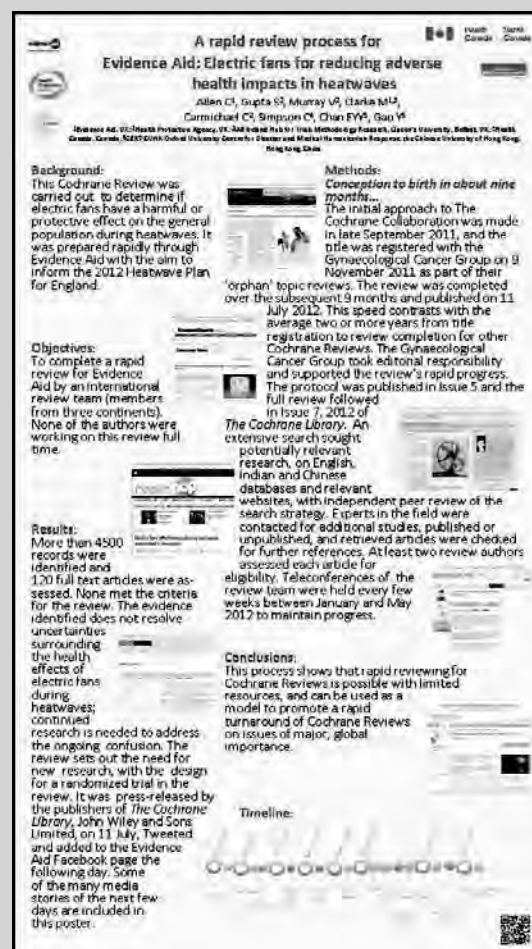 Health Canada
Santé Canada
A rapid review process for
Evidence Aid: Electric fans for reducing adverse
health impacts in heatwaves
Allen C¹, Gupta S², Murray V², Clarke M¹,³,
Carmichael C², Simpson C⁴, Chan EYY⁵, Gao Y⁵
Background:
This Cochrane Review was
carried out to determine if
electric fans have a harmful or
protective effect on the general
population during heatwaves. It
was prepared rapidly through
Evidence Aid with the aim to
inform the 2012 Heatwave Plan
for England.
Objectives:
To complete a rapid
review for Evidence
Aid by an international
review team (members
from three continents).
None of the authors were
working on this review full
time.
Results:
More than 4500
records were
identified and
120 full text articles were as-
sessed. None met the criteria
for the review. The evidence
identified does not resolve
uncertainties
surrounding
the health
effects of
electric fans
during
heatwaves;
continued
research is needed to address
the ongoing confusion. The
review sets out the need for
new research, with the design
for a randomized trial in the
review. It was press-released by
the publishers of The Cochrane
Library, John Wiley and Sons
Limited, on 11 July, Tweeted
and added to the Evidence
Aid Facebook page the
following day. Some
of the many media
stories of the next few
days are included in
this poster.
Methods:
Conception to birth in about nine
months...
The initial approach to The
Cochrane Collaboration was made
in late September 2011, and the
title was registered with the
Gynaecological Cancer Group on 9
November 2011 as part of their
'orphan' topic reviews. The review was completed
over the subsequent 9 months and published on 11
July 2012. This speed contrasts with the
average two or more years from title
registration to review completion for other
Cochrane Reviews. The Gynaecological
Cancer Group took editorial responsibility
and supported the review's rapid progress.
The protocol was published in Issue 5 and the
full review followed
in Issue 7, 2012 of
The Cochrane Library. An
extensive search sought
potentially relevant
research, on English,
Indian and Chinese
databases and relevant
websites, with independent peer review of the
search strategy. Experts in the field were
contacted for additional studies, published or
unpublished, and retrieved articles were checked
for further references. At least two review authors
assessed each article for
eligibility. Teleconferences of the
review team were held every few
weeks between January and May
2012 to maintain progress.
Conclusions:
This process shows that rapid reviewing for
Cochrane Reviews is possible with limited
resources, and can be used as a
model to promote a rapid
turnaround of Cochrane Reviews
on issues of major, global
importance.
Timeline: